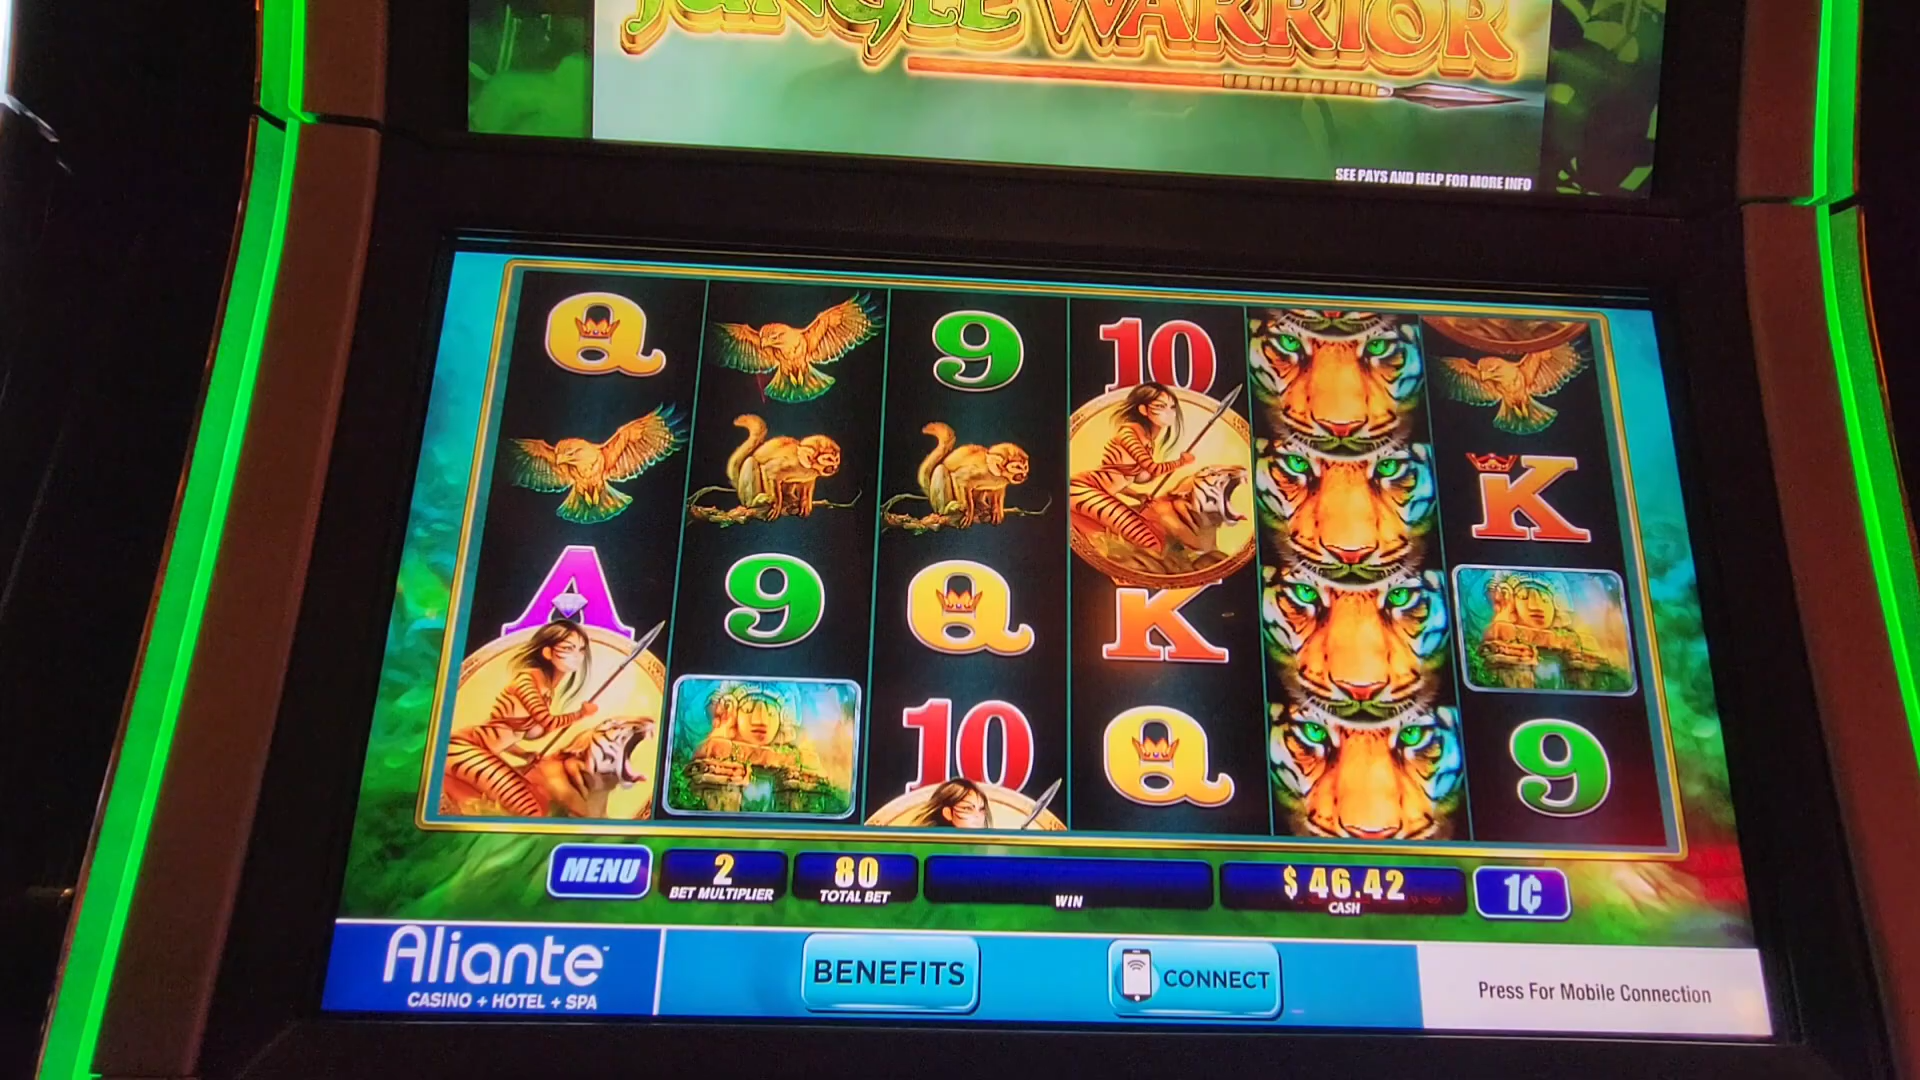 JUNGLE WARRIOR
SEE PAYS AND HELP FOR MORE INFO
Q 9 10
K
A 9 Q K
10 Q 9
MENU
2
BET MULTIPLIER
80
TOTAL BET
WIN
$ 46.42
CASH
1¢
Aliante
CASINO + HOTEL + SPA
BENEFITS
CONNECT
Press For Mobile Connection